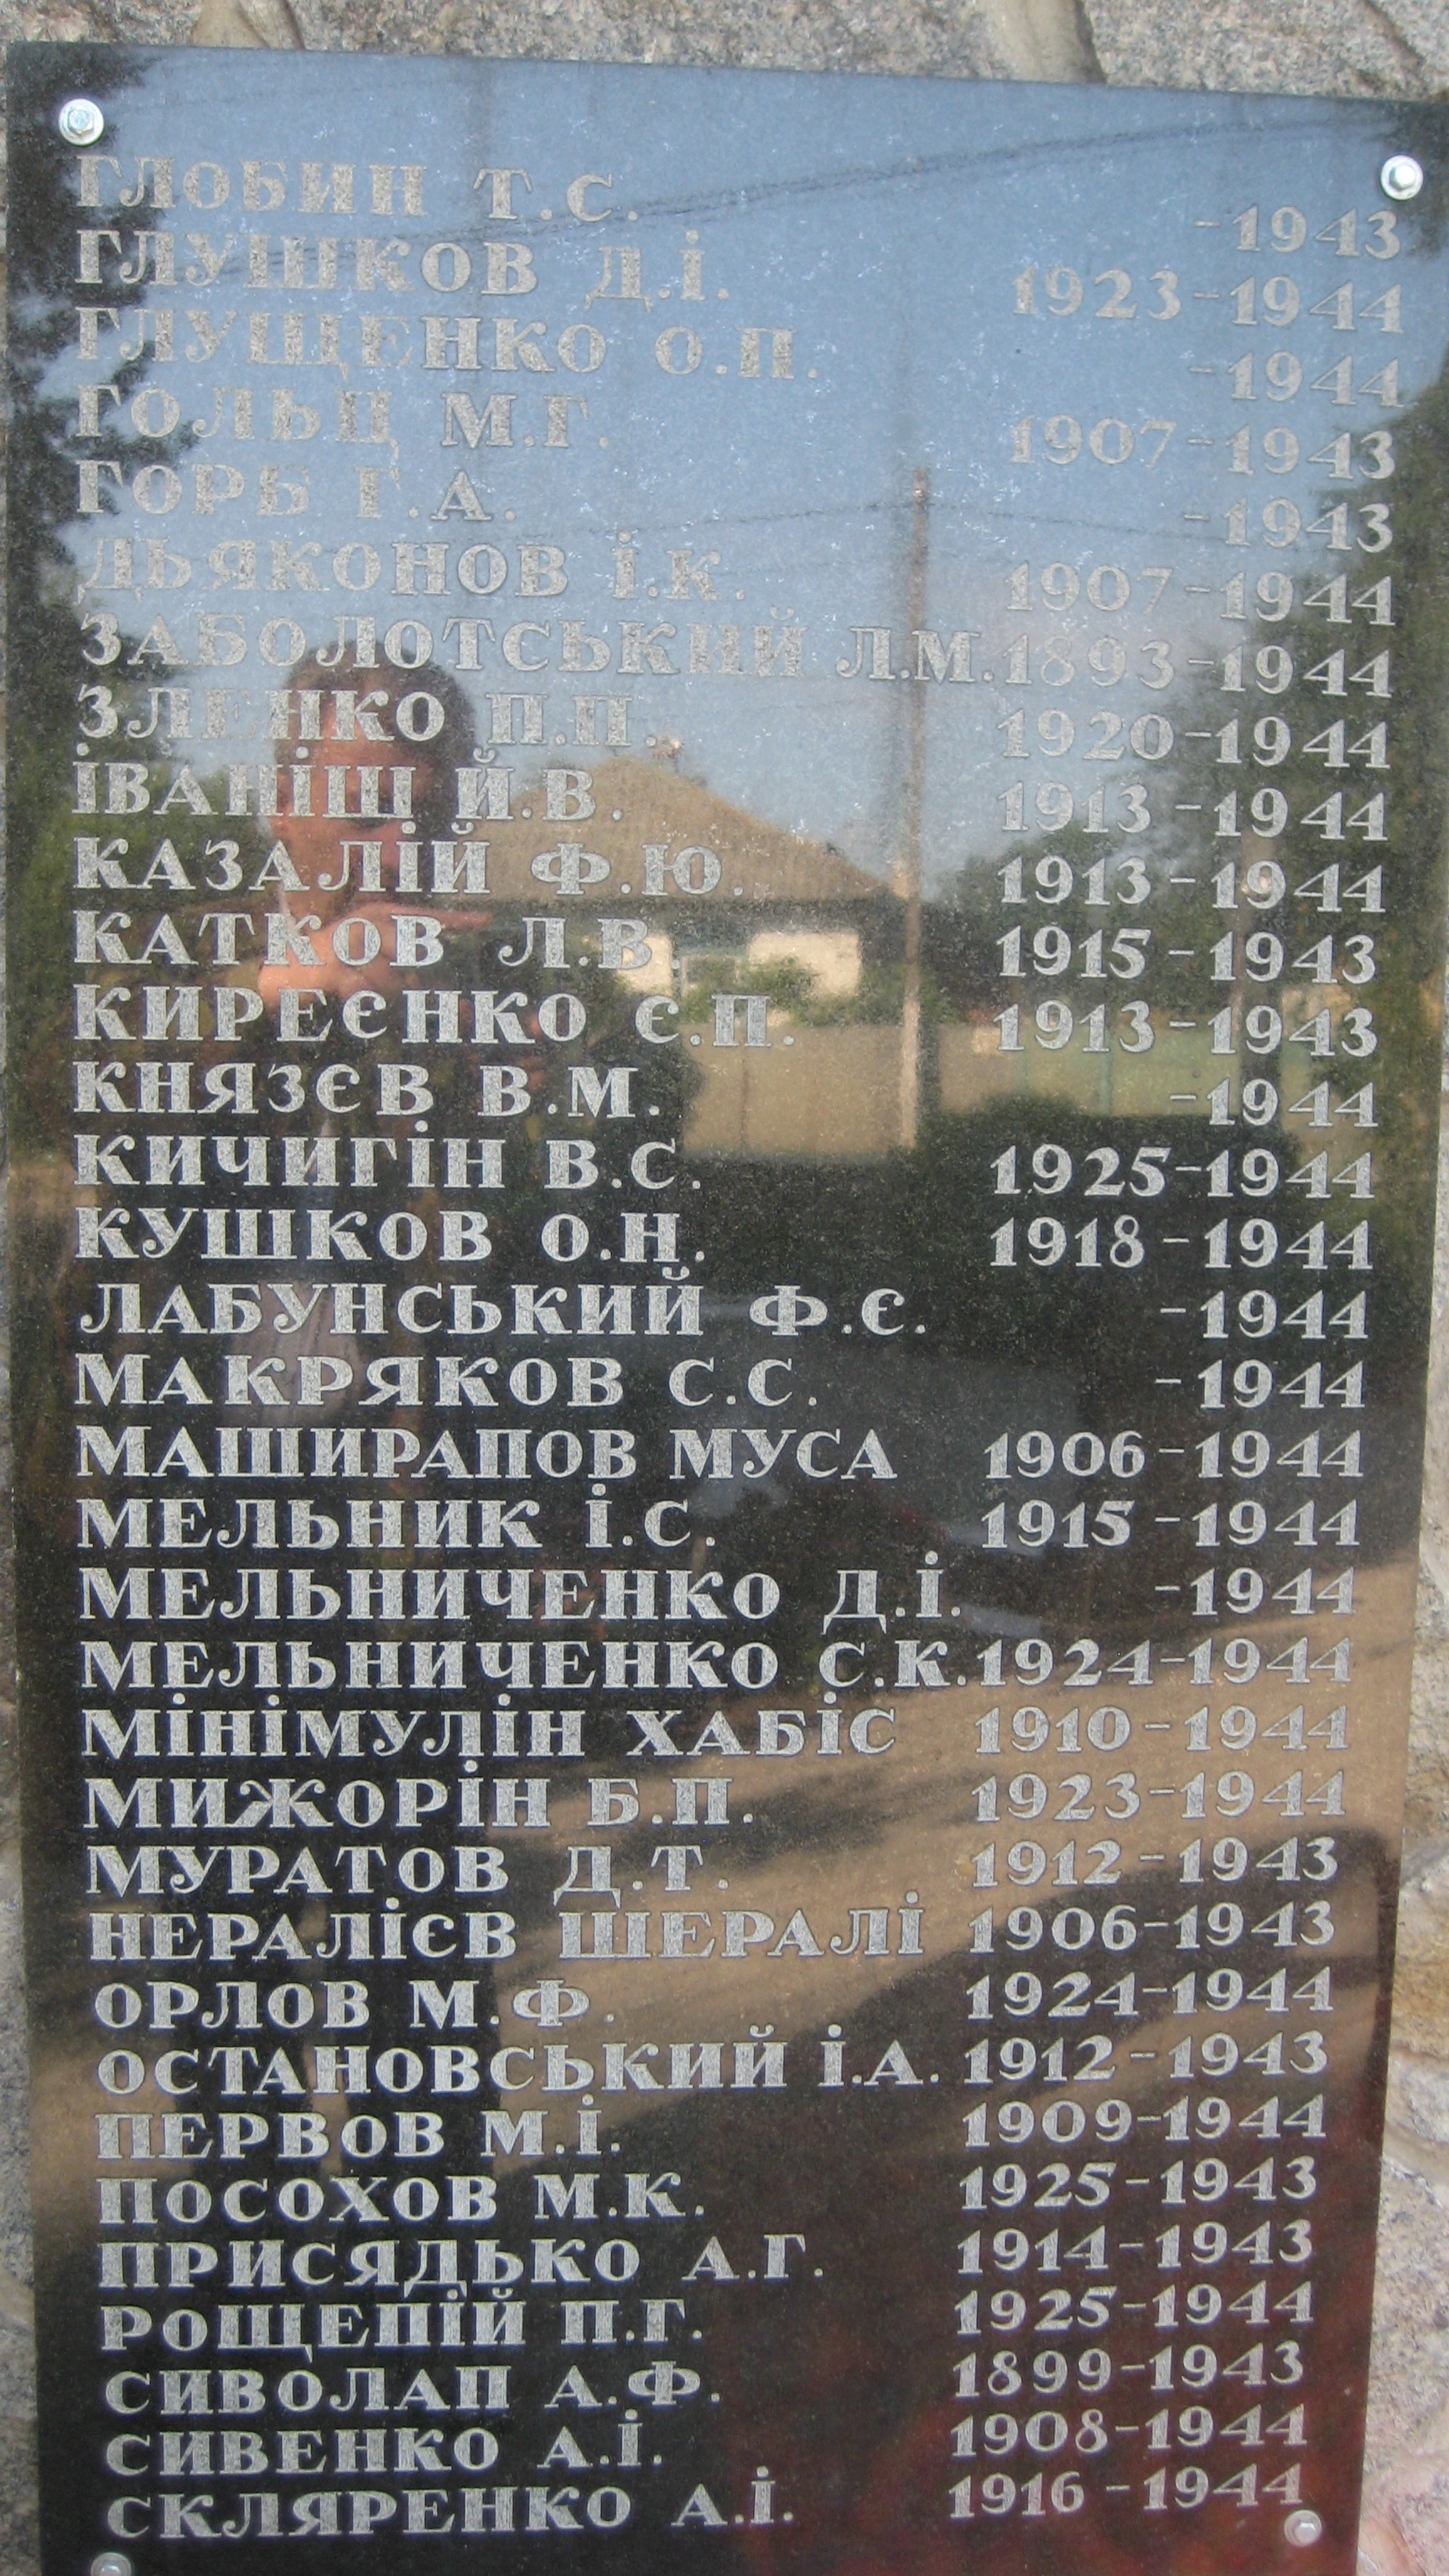 ГЛОБИН Т.С. -1943
ГЛУШКОВ Д.І. 1923-1944
ГЛУЩЕНКО О.П. -1944
ГОЛЬЦ М.Г. 1907-1943
ГОРБ Г.А. -1943
ДЬЯКОНОВ І.К. 1907-1944
ЗАБОЛОТСЬКИЙ Л.М. 1893-1944
ЗЛЕНКО П.П. 1920-1944
ІВАНІШ Й.В. 1913-1944
КАЗАЛІЙ Ф.Ю. 1913-1944
КАТКОВ Л.В 1915-1943
КИРЕЄНКО Є.П. 1913-1943
КНЯЗЄВ В.М. -1944
КИЧИГІН В.С. 1925-1944
КУШКОВ О.Н. 1918-1944
ЛАБУНСЬКИЙ Ф.Є. -1944
МАКРЯКОВ С.С. -1944
МАШИРАПОВ МУСА 1906-1944
МЕЛЬНИК І.С. 1915-1944
МЕЛЬНИЧЕНКО Д.І. -1944
МЕЛЬНИЧЕНКО С.К. 1924-1944
МІНІМУЛІН ХАБІС 1910-1944
МИЖОРІН Б.П. 1923-1944
МУРАТОВ Д.Т. 1912-1943
НЕРАЛІЄВ ШЕРАЛІ 1906-1943
ОРЛОВ М.Ф. 1924-1944
ОСТАНОВСЬКИЙ І.А. 1912-1943
ПЕРВОВ М.І. 1909-1944
ПОСОХОВ М.К. 1925-1943
ПРИСЯДЬКО А.Г. 1914-1943
РОЩЕПІЙ П.Г. 1925-1944
СИВОЛАП А.Ф. 1899-1943
СИВЕНКО А.І. 1908-1944
СКЛЯРЕНКО А.І. 1916-1944